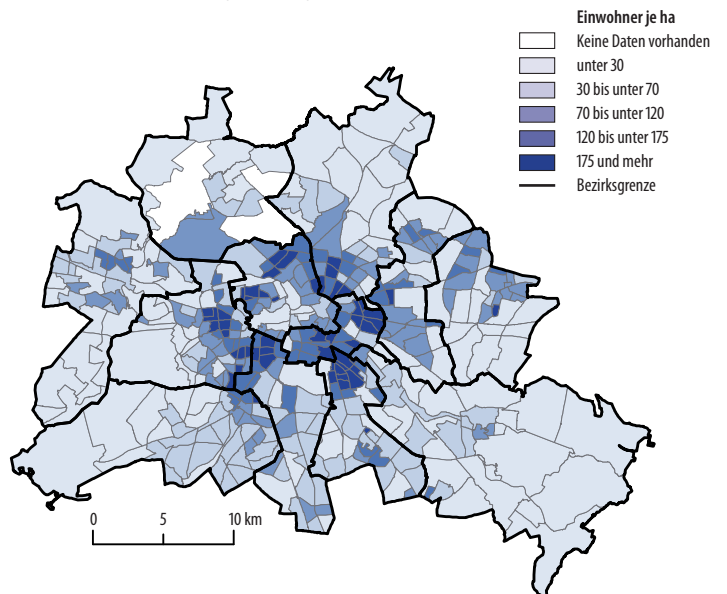 Einwohner je ha
Keine Daten vorhanden
unter 30
30 bis unter 70
70 bis unter 120
120 bis unter 175
175 und mehr
Bezirksgrenze
0 5 10 km